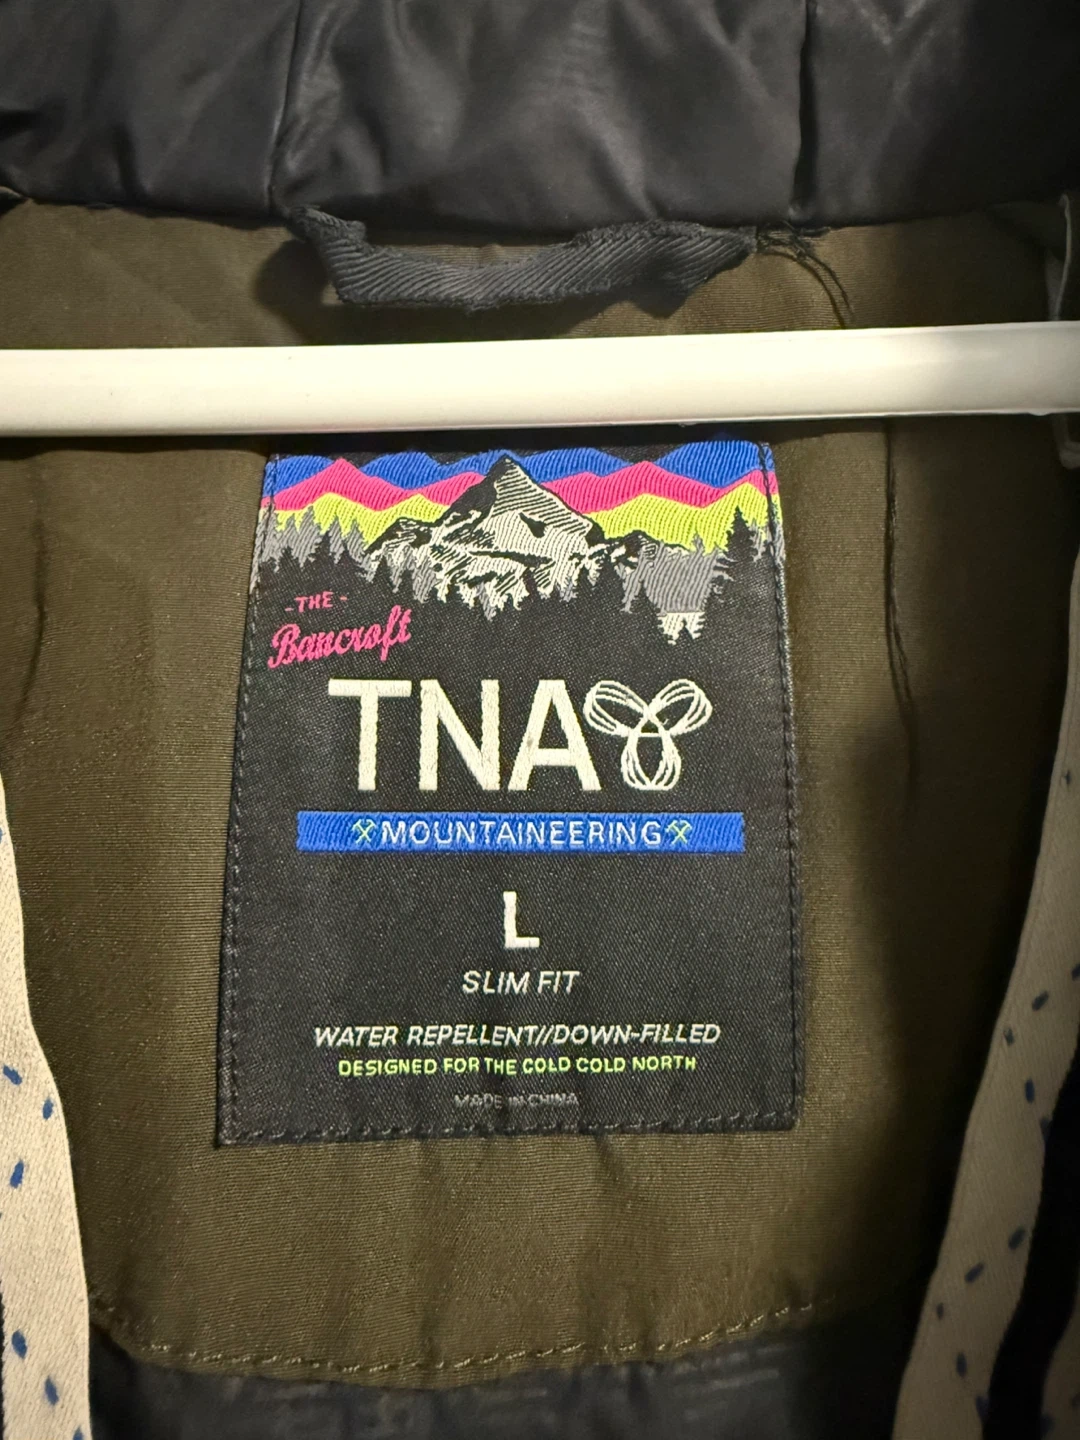 -THE-
Bancroft
TNA
MOUNTAINEERING
L
SLIM FIT
WATER REPELLENT//DOWN-FILLED
DESIGNED FOR THE COLD COLD NORTH
MADE IN CHINA